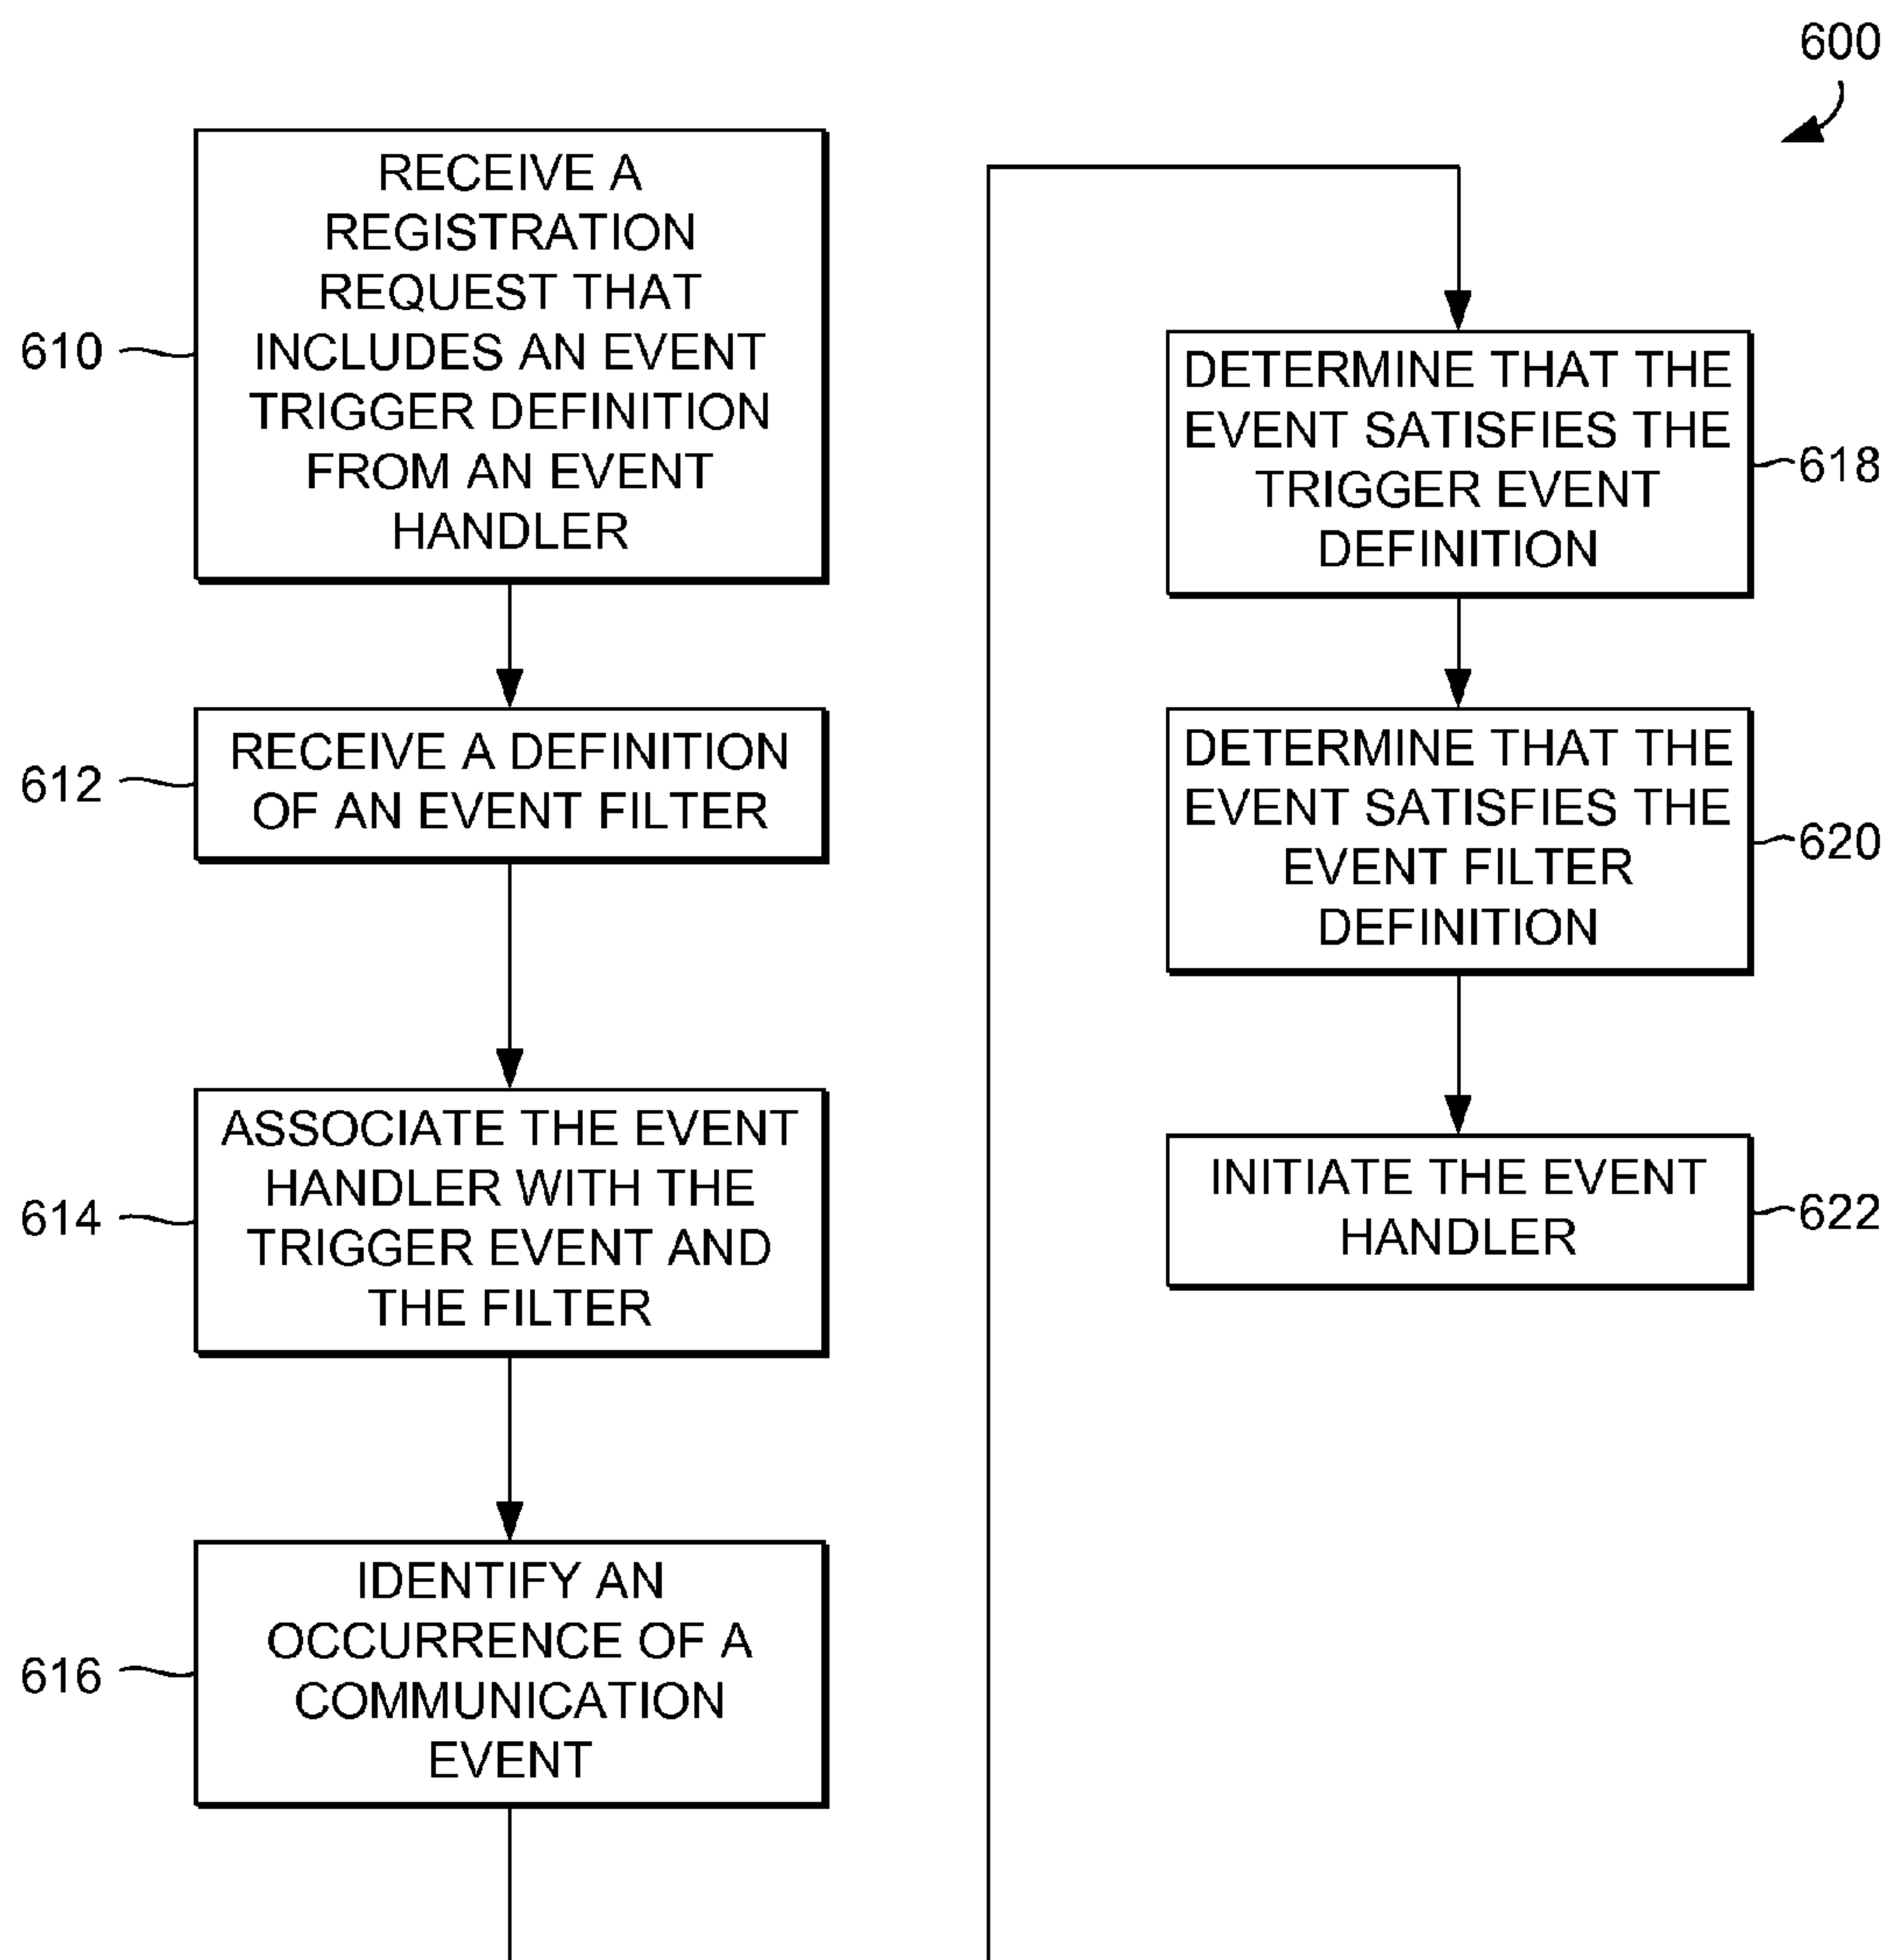 600
610
RECEIVE A
REGISTRATION
REQUEST THAT
INCLUDES AN EVENT
TRIGGER DEFINITION
FROM AN EVENT
HANDLER
612
RECEIVE A DEFINITION
OF AN EVENT FILTER
614
ASSOCIATE THE EVENT
HANDLER WITH THE
TRIGGER EVENT AND
THE FILTER
616
IDENTIFY AN
OCCURRENCE OF A
COMMUNICATION
EVENT
DETERMINE THAT THE
EVENT SATISFIES THE
TRIGGER EVENT
DEFINITION
618
DETERMINE THAT THE
EVENT SATISFIES THE
EVENT FILTER
DEFINITION
620
INITIATE THE EVENT
HANDLER
622